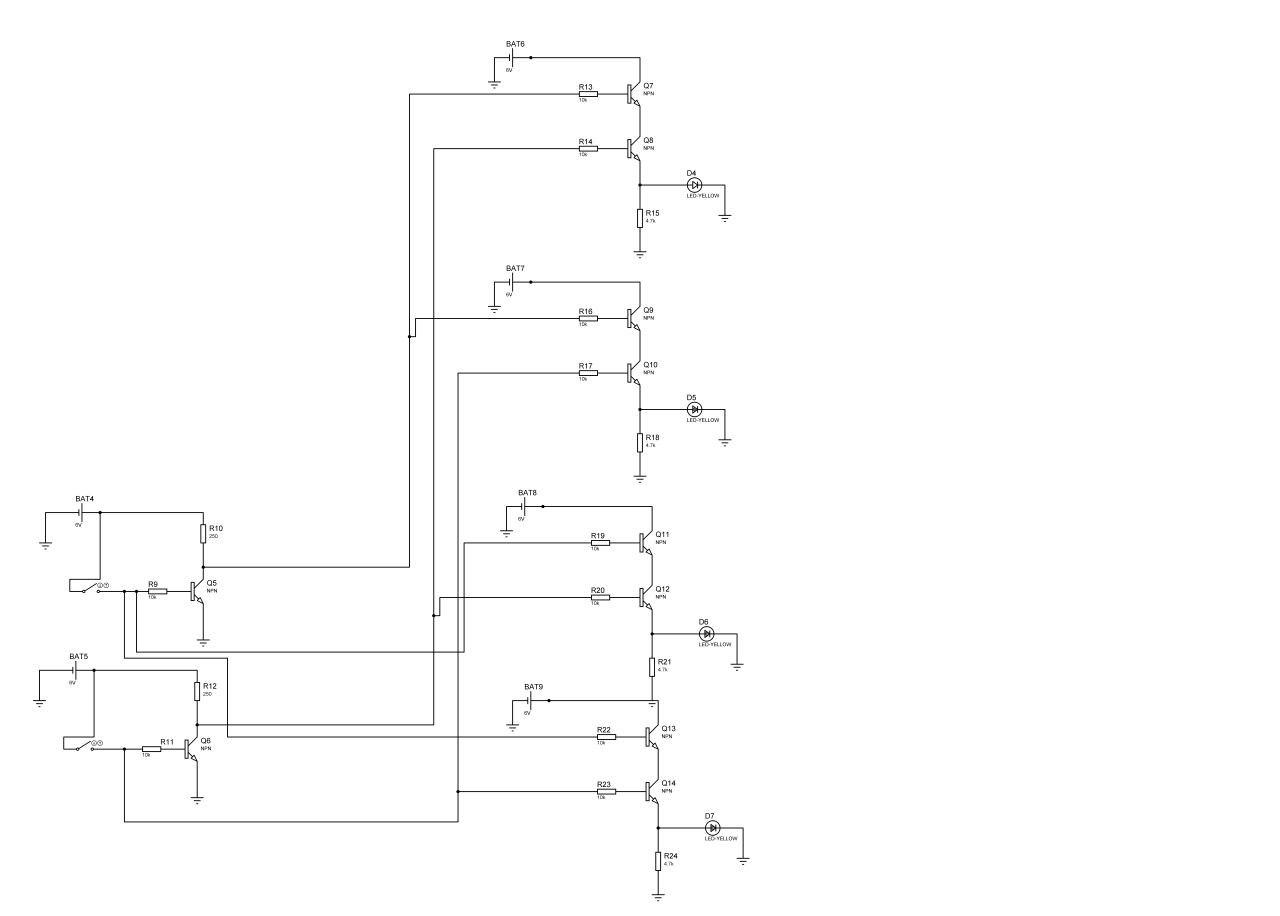 BAT6
6V
R13
10k
Q7
NPN
R14
10k
Q8
NPN
D4
LED-YELLOW
R15
4.7k
BAT7
6V
R16
10k
Q9
NPN
R17
10k
Q10
NPN
D5
LED-YELLOW
R18
4.7k
BAT4
6V
R10
250
R9
10k
Q5
NPN
BAT8
6V
R19
10k
Q11
NPN
R20
10k
Q12
NPN
D6
LED-YELLOW
R21
4.7k
BAT5
6V
R12
250
R11
10k
Q6
NPN
BAT9
6V
R22
10k
Q13
NPN
R23
10k
Q14
NPN
D7
LED-YELLOW
R24
4.7k